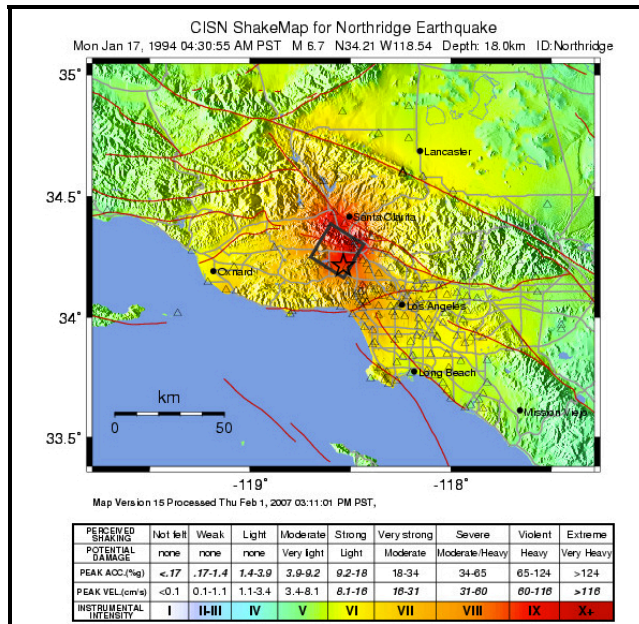 CISN ShakeMap for Northridge Earthquake
Mon Jan 17, 1994 04:30:55 AM PST M 6.7 N34.21 W118.54 Depth: 18.0km ID:Northridge
35˚
Lancaster
34.5˚
Santa Clarita
Oxnard
Los Angeles
34˚
Long Beach
km
0 50
Mission Viejo
33.5˚
-119˚ -118˚
Map Version 15 Processed Thu Feb 1, 2007 03:11:01 PM PST,
PERCEIVED SHAKING Not felt Weak Light Moderate Strong Very strong Severe Violent Extreme
POTENTIAL DAMAGE none none none Very light Light Moderate Moderate/Heavy Heavy Very Heavy
PEAK ACC.(%g) <.17 .17-1.4 1.4-3.9 3.9-9.2 9.2-18 18-34 34-65 65-124 >124
PEAK VEL.(cm/s) <0.1 0.1-1.1 1.1-3.4 3.4-8.1 8.1-16 16-31 31-60 60-116 >116
INSTRUMENTAL INTENSITY I II-III IV V VI VII VIII IX X+